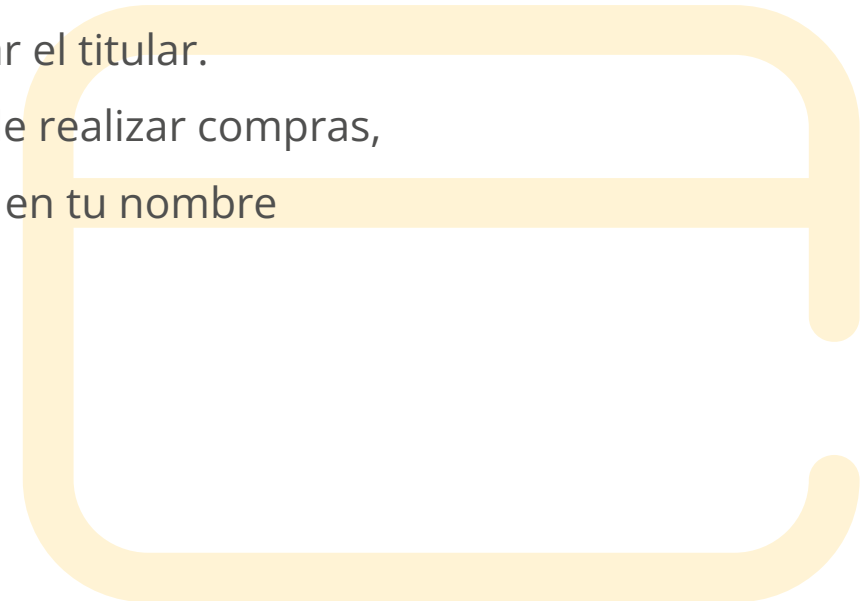 r el titular.
e realizar compras,
en tu nombre